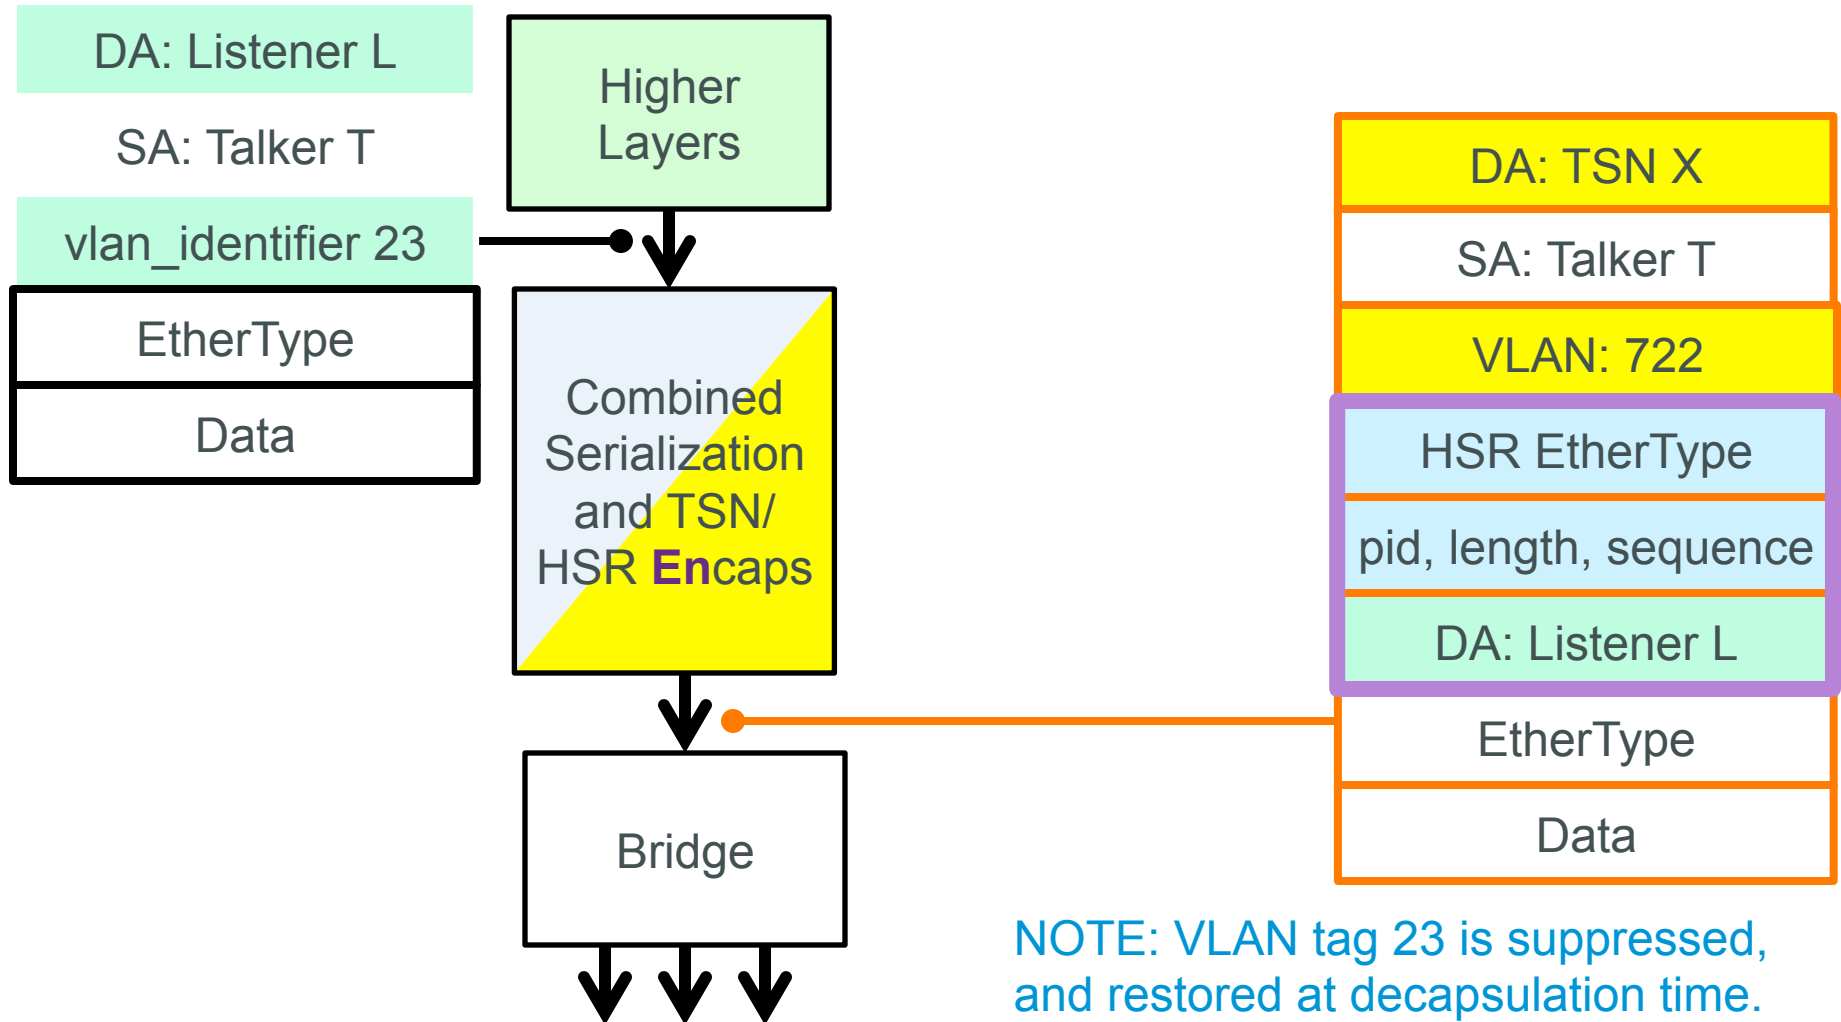 DA: Listener L
SA: Talker T
vlan_identifier 23
EtherType
Data
Higher
Layers
Combined
Serialization
and TSN/
HSR Encaps
Bridge
DA: TSN X
SA: Talker T
VLAN: 722
HSR EtherType
pid, length, sequence
DA: Listener L
EtherType
Data
NOTE: VLAN tag 23 is suppressed,
and restored at decapsulation time.